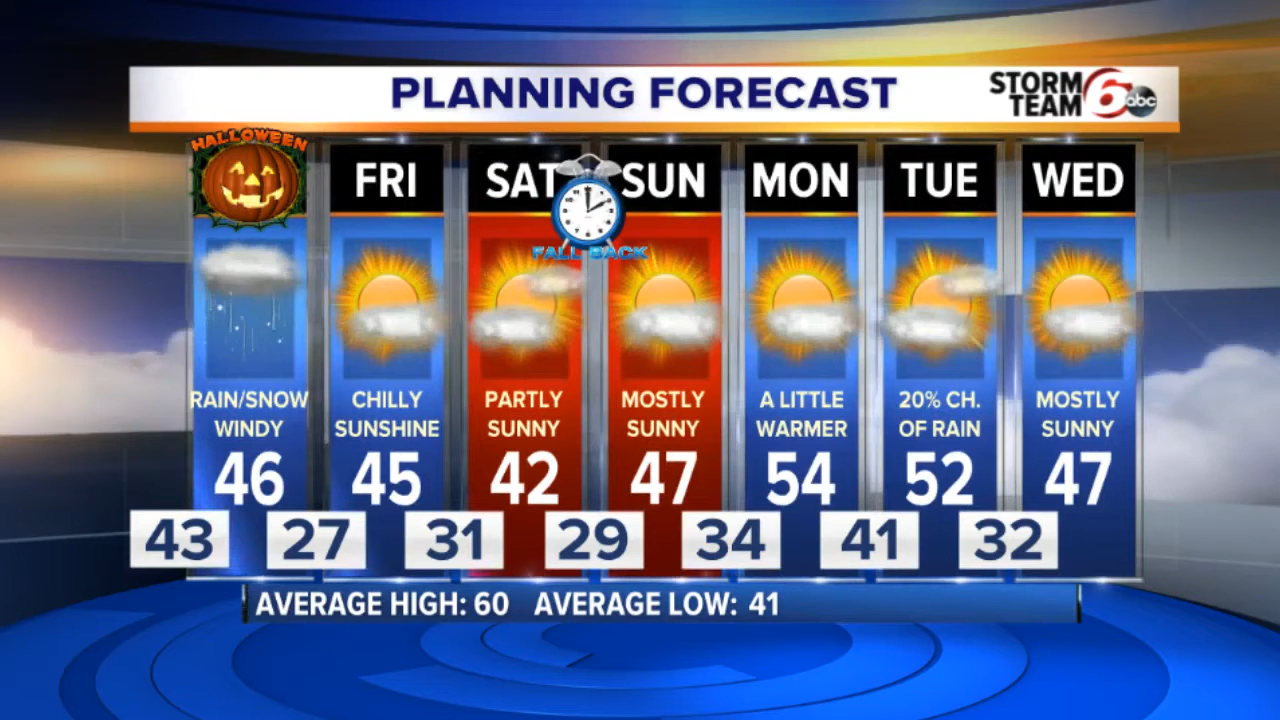 PLANNING FORECAST
STORM
TEAM 6 abc
HALLOWEEN
FRI
SAT
SUN
MON
TUE
WED
FALL BACK
RAIN/SNOW
WINDY
46
CHILLY
SUNSHINE
45
PARTLY
SUNNY
42
MOSTLY
SUNNY
47
A LITTLE
WARMER
54
20% CH.
OF RAIN
52
MOSTLY
SUNNY
47
43
27
31
29
34
41
32
AVERAGE HIGH: 60 AVERAGE LOW: 41